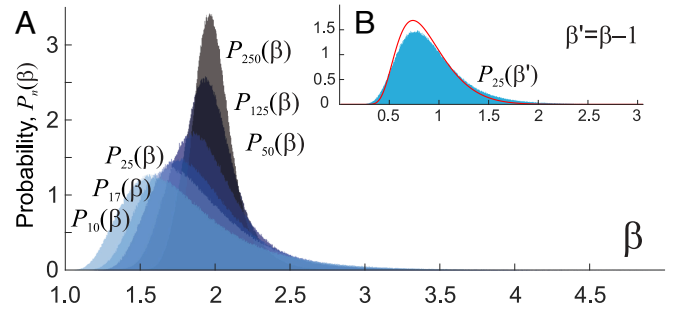 A
Probability, Pₙ(β)
3
2
1
0
P₂₅₀(β)
P₁₂₅(β)
P₅₀(β)
P₂₅(β)
P₁₇(β)
P₁₀(β)
β
1.0 1.5 2 2.5 3 3.5 4 4.5
B
1.5
1
0.5
0
β'=β–1
P₂₅(β')
0.5 1 1.5 2 2.5 3